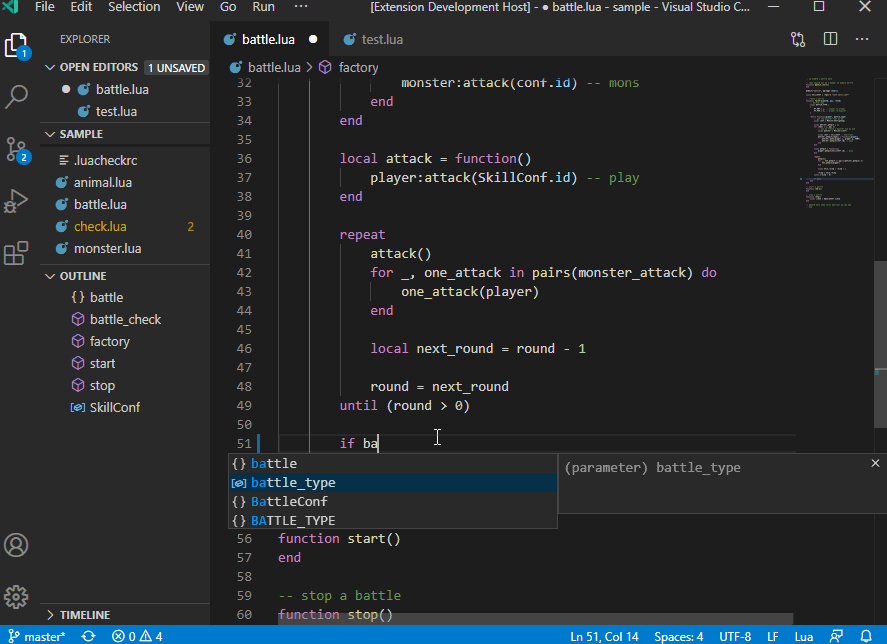 File Edit Selection View Go Run ··· [Extension Development Host] - ● battle.lua - sample - Visual Studio C...
EXPLORER
battle.lua ● test.lua
OPEN EDITORS 1 UNSAVED
battle.lua > factory
● battle.lua
test.lua
SAMPLE
.luacheckrc
animal.lua
battle.lua
check.lua 2
monster.lua
OUTLINE
{} battle
battle_check
factory
start
stop
SkillConf
TIMELINE
1
2
32 monster:attack(conf.id) -- mons
33 end
34 end
35
36 local attack = function()
37 player:attack(SkillConf.id) -- play
38 end
39
40 repeat
41 attack()
42 for _, one_attack in pairs(monster_attack) do
43 one_attack(player)
44 end
45
46 local next_round = round - 1
47
48 round = next_round
49 until (round > 0)
50
51 if ba
{} battle
battle_type
{} BattleConf
{} BATTLE_TYPE
(parameter) battle_type
56 function start()
57 end
58
59 -- stop a battle
60 function stop()
master* 0 4 Ln 51, Col 14 Spaces: 4 UTF-8 LF Lua